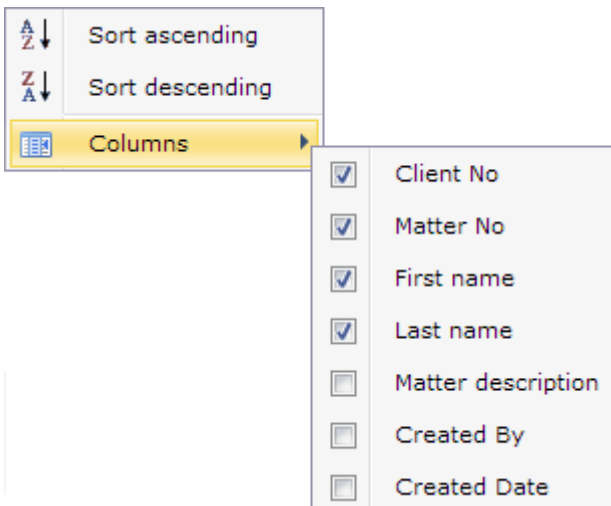 Sort ascending
Sort descending
Columns
Client No
Matter No
First name
Last name
Matter description
Created By
Created Date